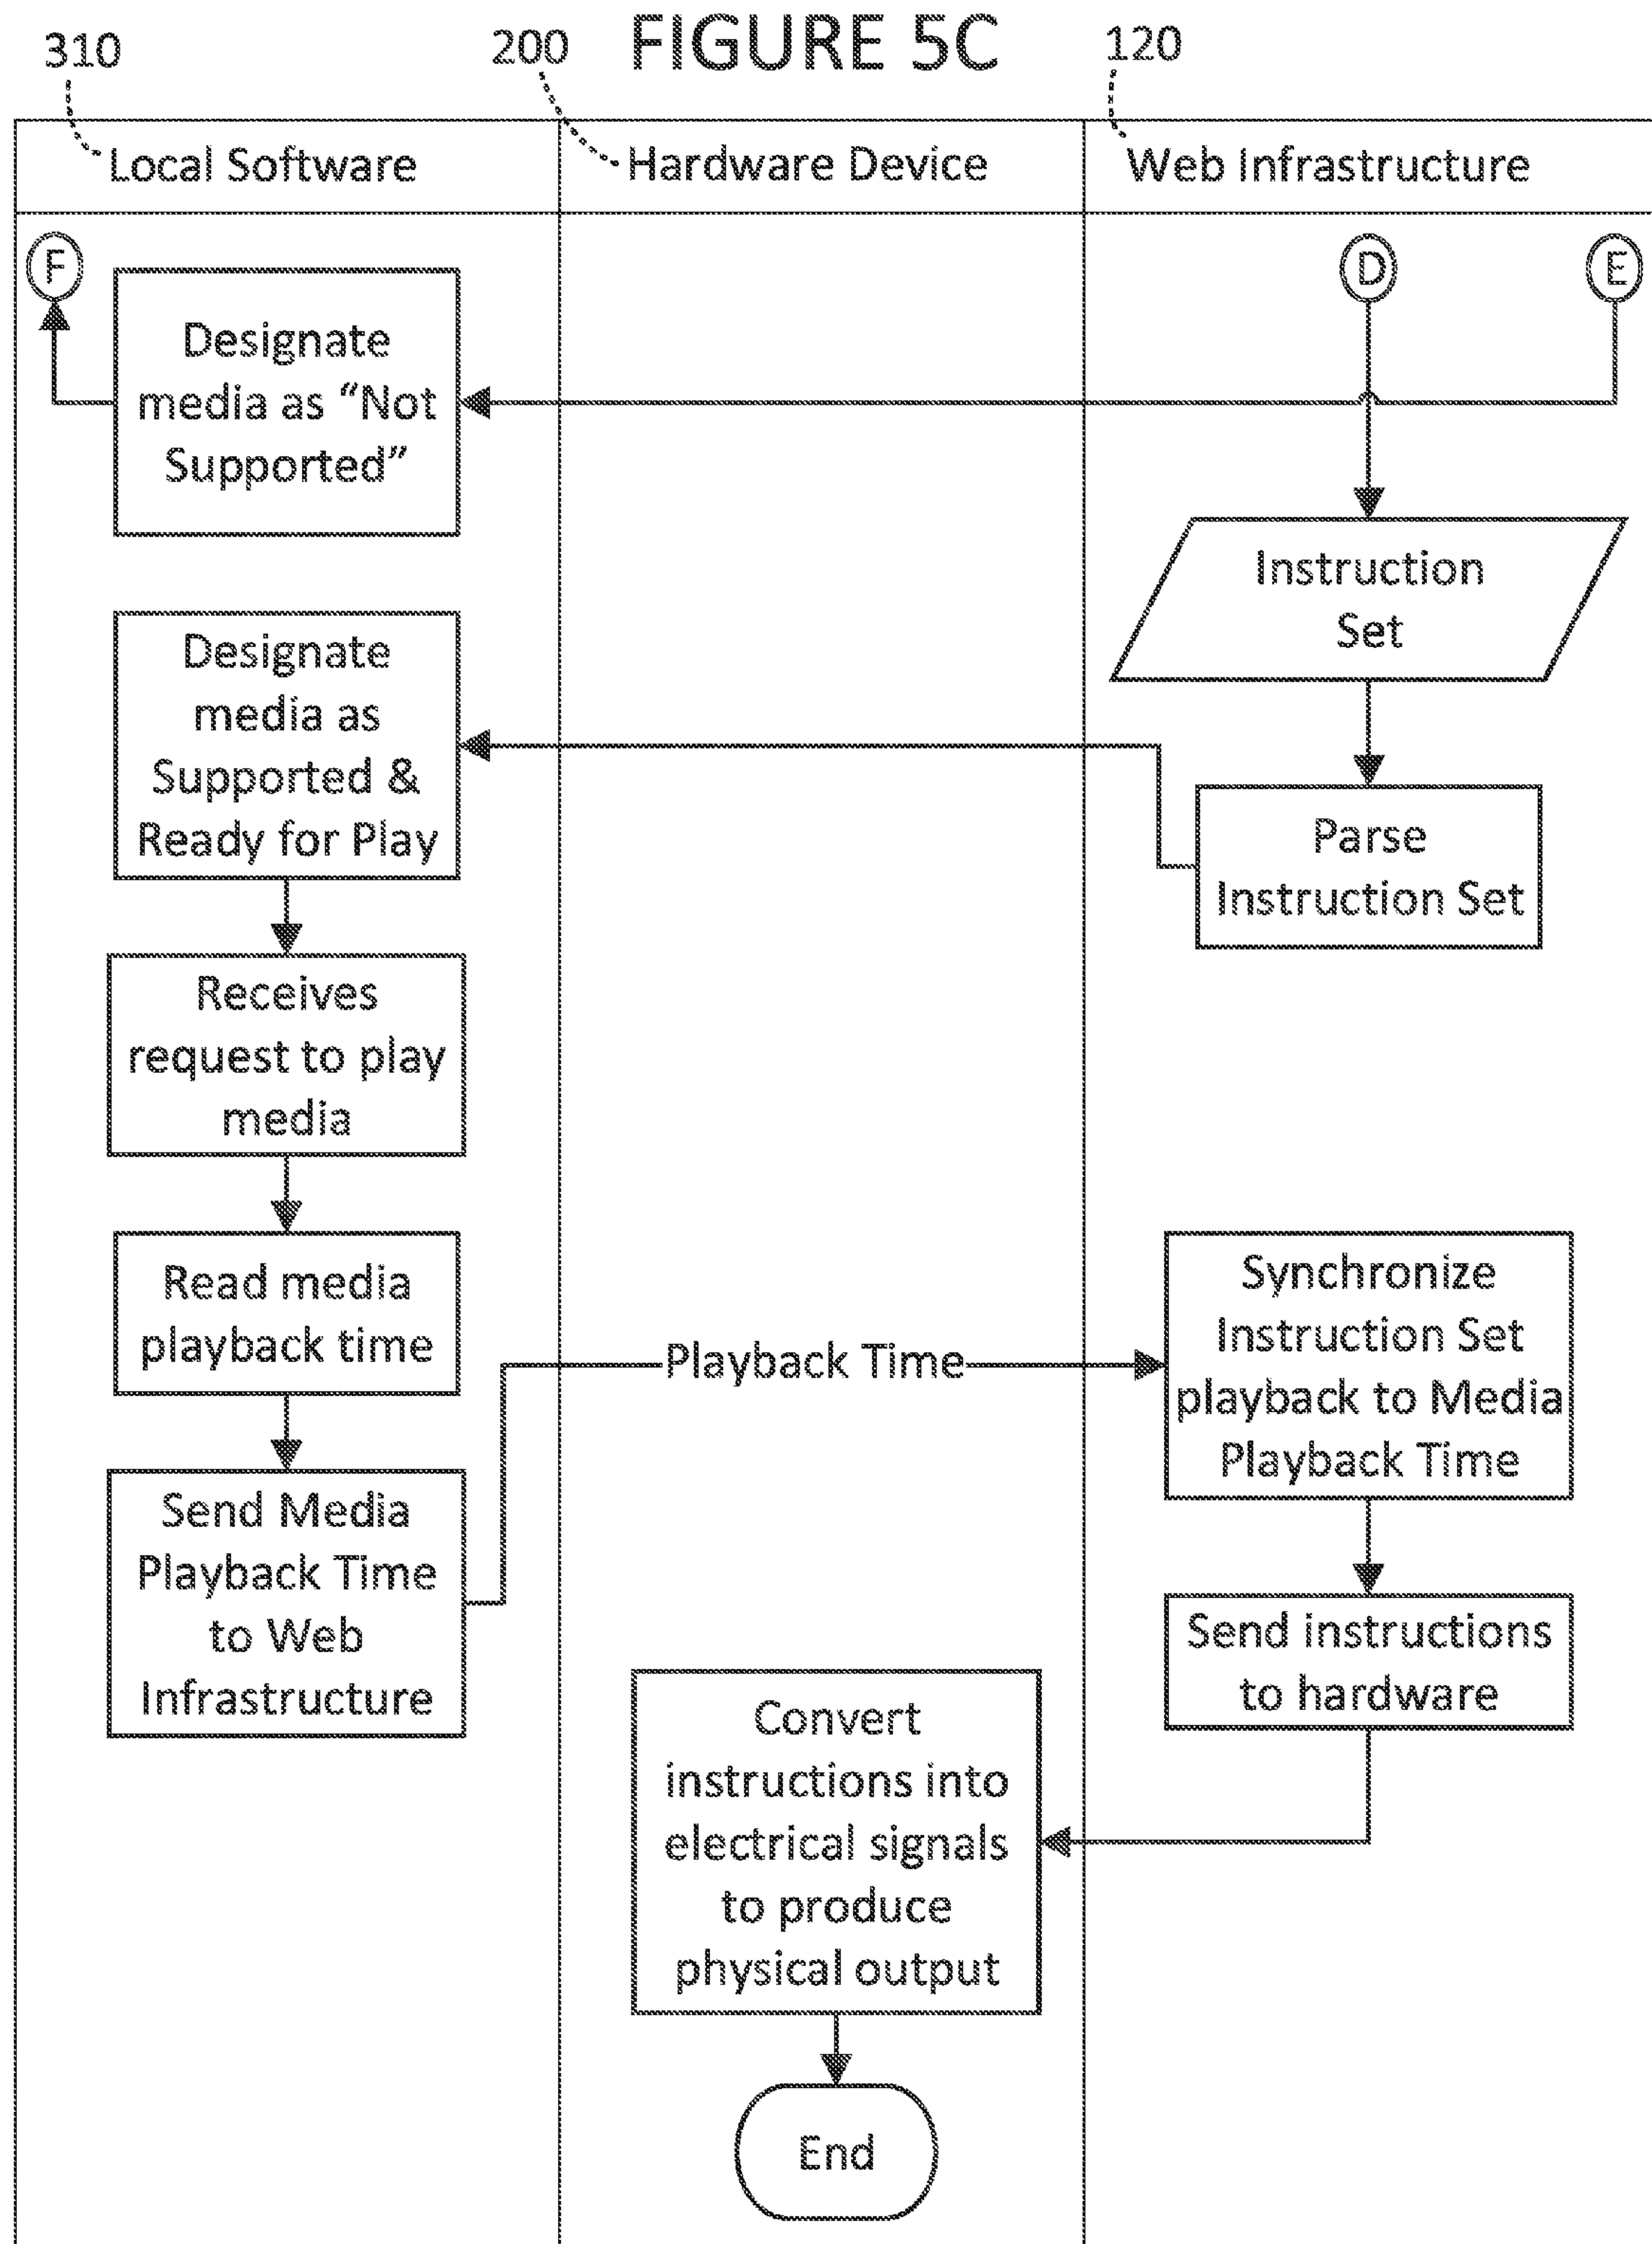 FIGURE 5C
310
200
120
Local Software
Hardware Device
Web Infrastructure
F
D
E
Designate
media as “Not
Supported”
Instruction
Set
Designate
media as
Supported &
Ready for Play
Parse
Instruction Set
Receives
request to play
media
Read media
playback time
Playback Time
Synchronize
Instruction Set
playback to Media
Playback Time
Send Media
Playback Time
to Web
Infrastructure
Send instructions
to hardware
Convert
instructions into
electrical signals
to produce
physical output
End